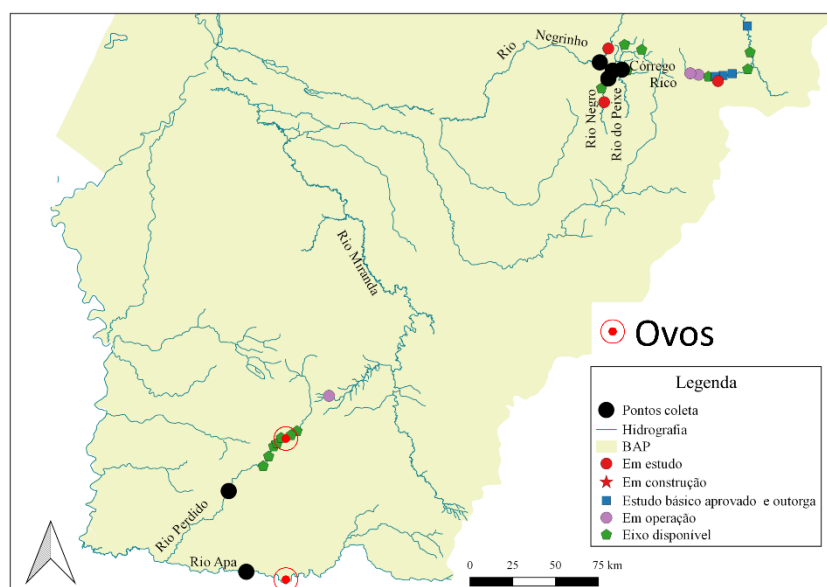 Rio
Negrinho
Córrego
Rico
Rio Negro
Rio do Peixe
Rio Miranda
Ovos
Legenda
Pontos coleta
Hidrografia
BAP
Em estudo
Em construção
Estudo básico aprovado e outorga
Em operação
Eixo disponível
Rio Perdido
Rio Apa
0 25 50 75 km